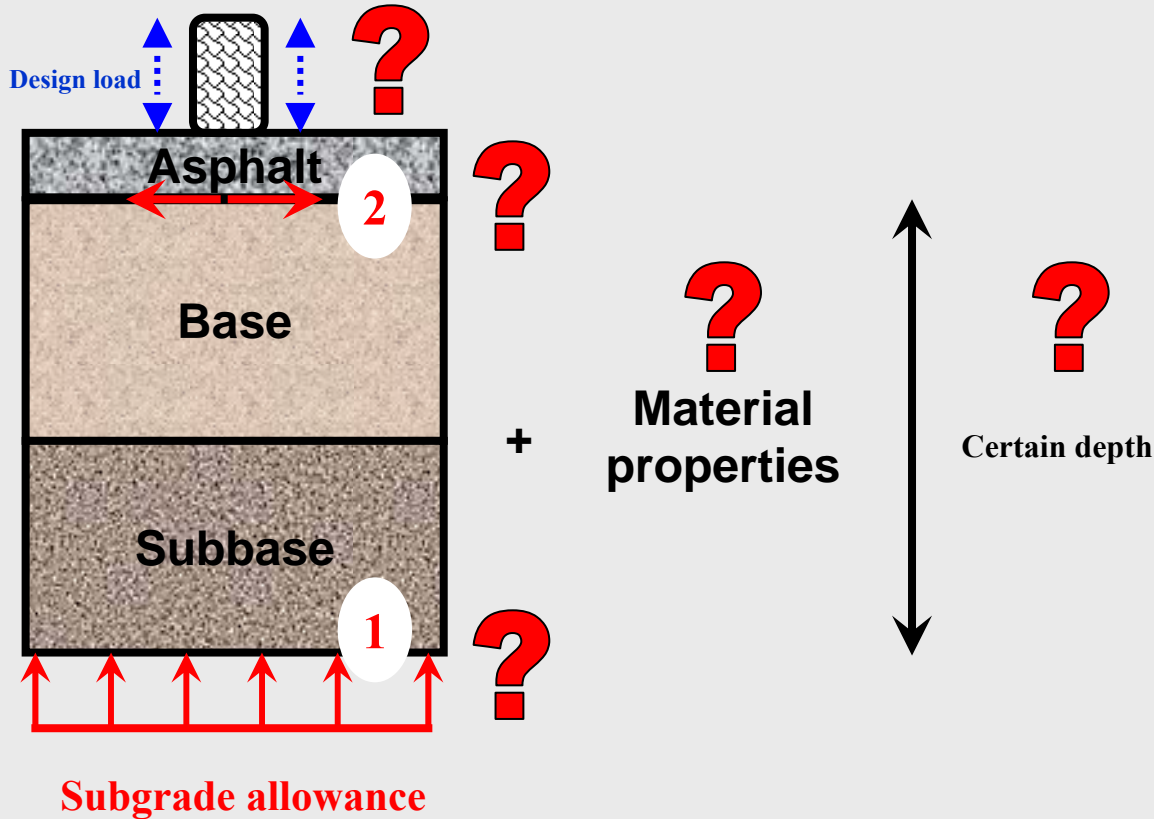 ?
Design load
Asphalt
?
2
Base
?
?
+
Material
properties
Certain depth
Subbase
1
?
Subgrade allowance